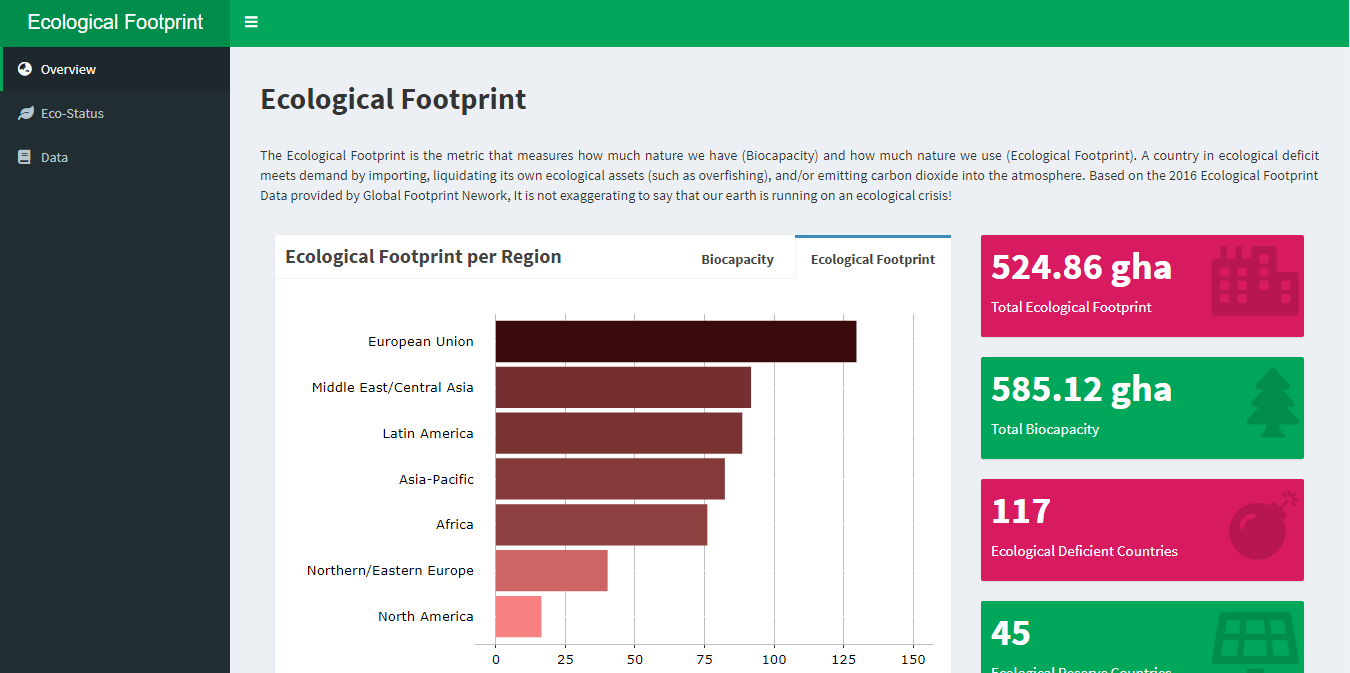 Ecological Footprint
Overview
Eco-Status
Data
Ecological Footprint
The Ecological Footprint is the metric that measures how much nature we have (Biocapacity) and how much nature we use (Ecological Footprint). A country in ecological deficit
meets demand by importing, liquidating its own ecological assets (such as overfishing), and/or emitting carbon dioxide into the atmosphere. Based on the 2016 Ecological Footprint
Data provided by Global Footprint Nework, It is not exaggerating to say that our earth is running on an ecological crisis!
Ecological Footprint per Region
Biocapacity
Ecological Footprint
European Union
Middle East/Central Asia
Latin America
Asia-Pacific
Africa
Northern/Eastern Europe
North America
0 25 50 75 100 125 150
524.86 gha
Total Ecological Footprint
585.12 gha
Total Biocapacity
117
Ecological Deficient Countries
45
Ecological Reserve Countries